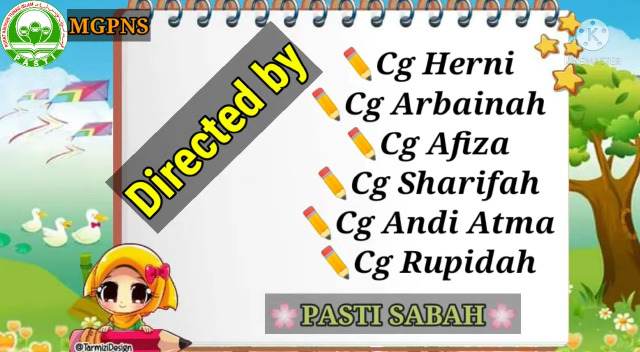 MGPNS
PASTI
Directed by
Cg Herni
Cg Arbainah
Cg Afiza
Cg Sharifah
Cg Andi Atma
Cg Rupidah
PASTI SABAH
@TarmiziDesign